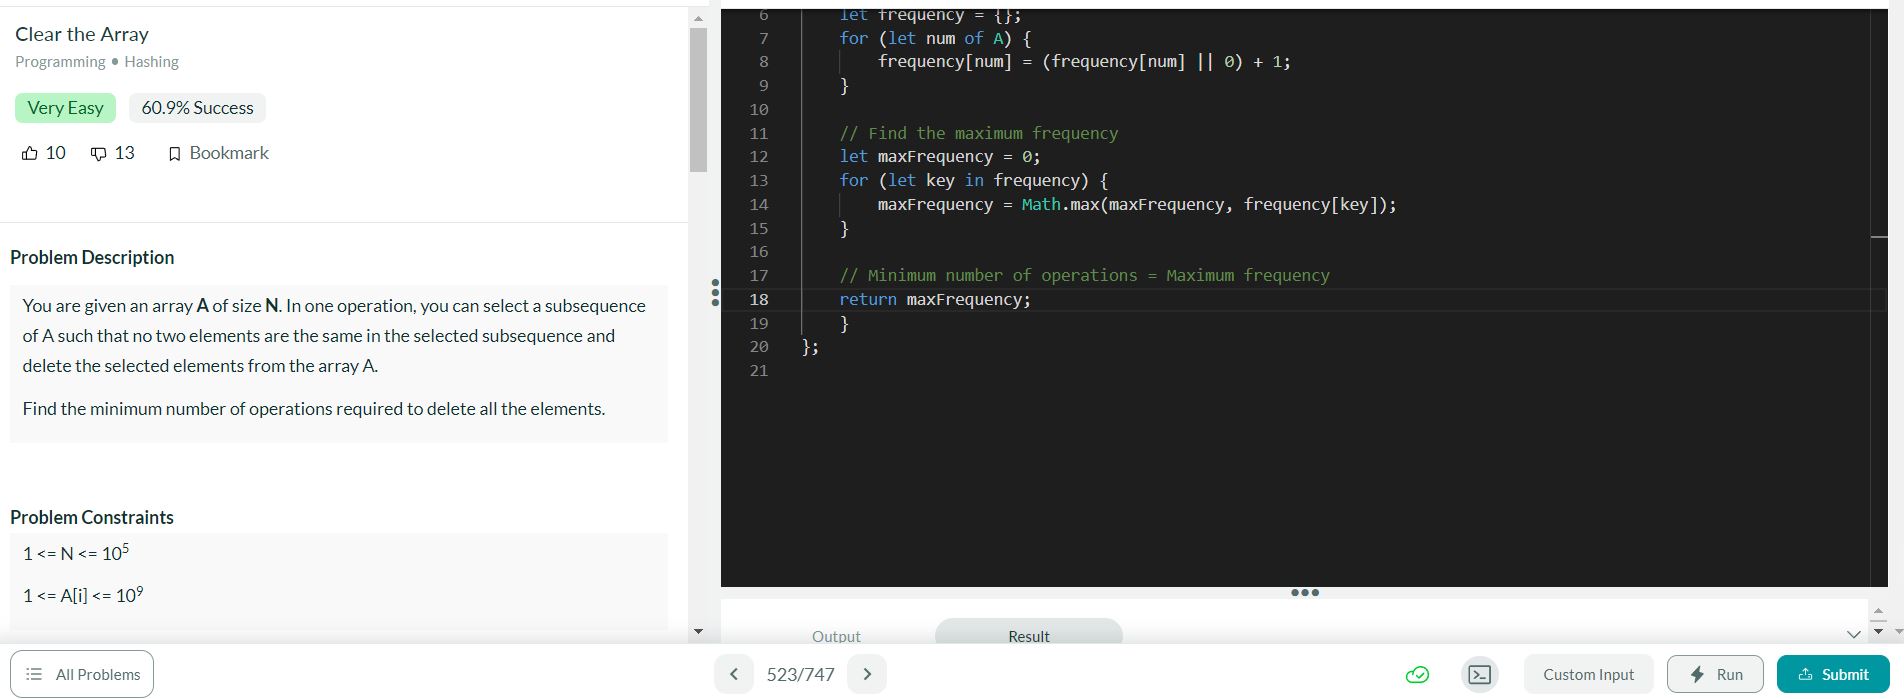 Clear the Array
Programming • Hashing
Very Easy
60.9% Success
10
13
Bookmark
Problem Description
You are given an array A of size N. In one operation, you can select a subsequence
of A such that no two elements are the same in the selected subsequence and
delete the selected elements from the array A.
Find the minimum number of operations required to delete all the elements.
Problem Constraints
1 <= N <= 10^5
1 <= A[i] <= 10^9
6 let frequency = {};
7 for (let num of A) {
8 frequency[num] = (frequency[num] || 0) + 1;
9 }
10
11 // Find the maximum frequency
12 let maxFrequency = 0;
13 for (let key in frequency) {
14 maxFrequency = Math.max(maxFrequency, frequency[key]);
15 }
16
17 // Minimum number of operations = Maximum frequency
18 return maxFrequency;
19 }
20 };
21
Output
Result
All Problems
< 523/747 >
Custom Input
Run
Submit